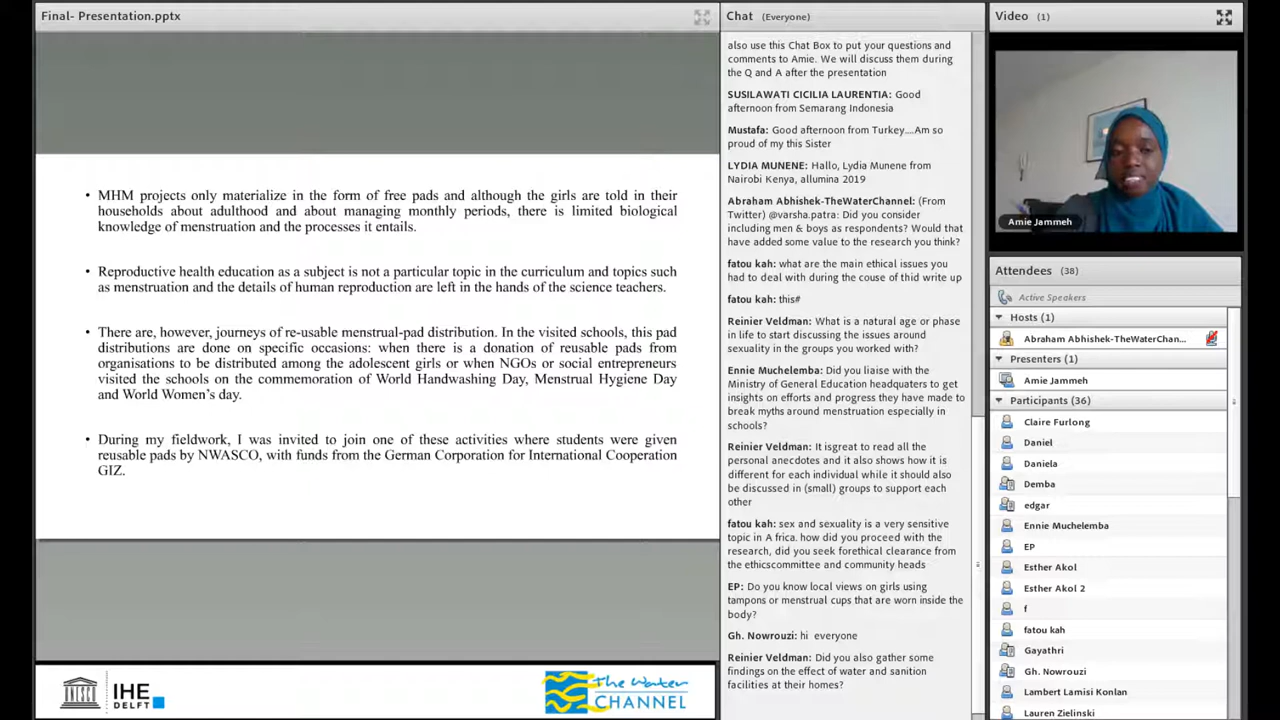 Final- Presentation.pptx
MHM projects only materialize in the form of free pads and although the girls are told in their
households about adulthood and about managing monthly periods, there is limited biological
knowledge of menstruation and the processes it entails.
Reproductive health education as a subject is not a particular topic in the curriculum and topics such
as menstruation and the details of human reproduction are left in the hands of the science teachers.
There are, however, journeys of re-usable menstrual-pad distribution. In the visited schools, this pad
distributions are done on specific occasions: when there is a donation of reusable pads from
organisations to be distributed among the adolescent girls or when NGOs or social entrepreneurs
visited the schools on the commemoration of World Handwashing Day, Menstrual Hygiene Day
and World Women's day.
During my fieldwork, I was invited to join one of these activities where students were given
reusable pads by NWASCO, with funds from the German Corporation for International Cooperation
GIZ.
IHE
DELFT
The Water
CHANNEL
Chat (Everyone)
also use this Chat Box to put your questions and
comments to Amie. We will discuss them during
the Q and A after the presentation
SUSILAWATI CICILIA LAURENTIA: Good
afternoon from Semarang Indonesia
Mustafa: Good afternoon from Turkey....Am so
proud of my this Sister
LYDIA MUNENE: Hallo, Lydia Munene from
Nairobi Kenya, allumina 2019
Abraham Abhishek-TheWaterChannel: (From
Twitter) @varsha.patra: Did you consider
including men & boys as respondents? Would that
have added some value to the research you think?
fatou kah: what are the main ethical issues you
had to deal with during the couse of thid write up
fatou kah: this#
Reinier Veldman: What is a natural age or phase
in life to start discussing the issues around
sexuality in the groups you worked with?
Ennie Muchelemba: Did you liaise with the
Ministry of General Education headquaters to get
insights on efforts and progress they have made to
break myths around menstruation especially in
schools?
Reinier Veldman: It isgreat to read all the
personal anecdotes and it also shows how it is
different for each individual while it should also
be discussed in (small) groups to support each
other
fatou kah: sex and sexuality is a very sensitive
topic in A frica. how did you proceed with the
research, did you seek forethical clearance from
the ethicscommittee and community heads
EP: Do you know local views on girls using
tampons or menstrual cups that are worn inside the
body?
Gh. Nowrouzi: hi everyone
Reinier Veldman: Did you also gather some
findings on the effect of water and sanition
facilities at their homes?
Video (1)
Amie Jammeh
Attendees (38)
Active Speakers
Hosts (1)
Abraham Abhishek-TheWaterChan...
Presenters (1)
Amie Jammeh
Participants (36)
Claire Furlong
Daniel
Daniela
Demba
edgar
Ennie Muchelemba
EP
Esther Akol
Esther Akol 2
f
fatou kah
Gayathri
Gh. Nowrouzi
Lambert Lamisi Konlan
Lauren Zielinski